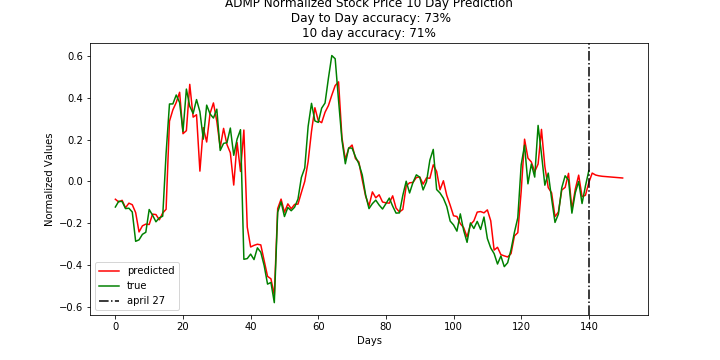 ADMP Normalized Stock Price 10 Day Prediction
Day to Day accuracy: 73%
10 day accuracy: 71%
0.6
0.4
0.2
0.0
−0.2
−0.4
−0.6
Normalized Values
predicted
true
april 27
0 20 40 60 80 100 120 140
Days